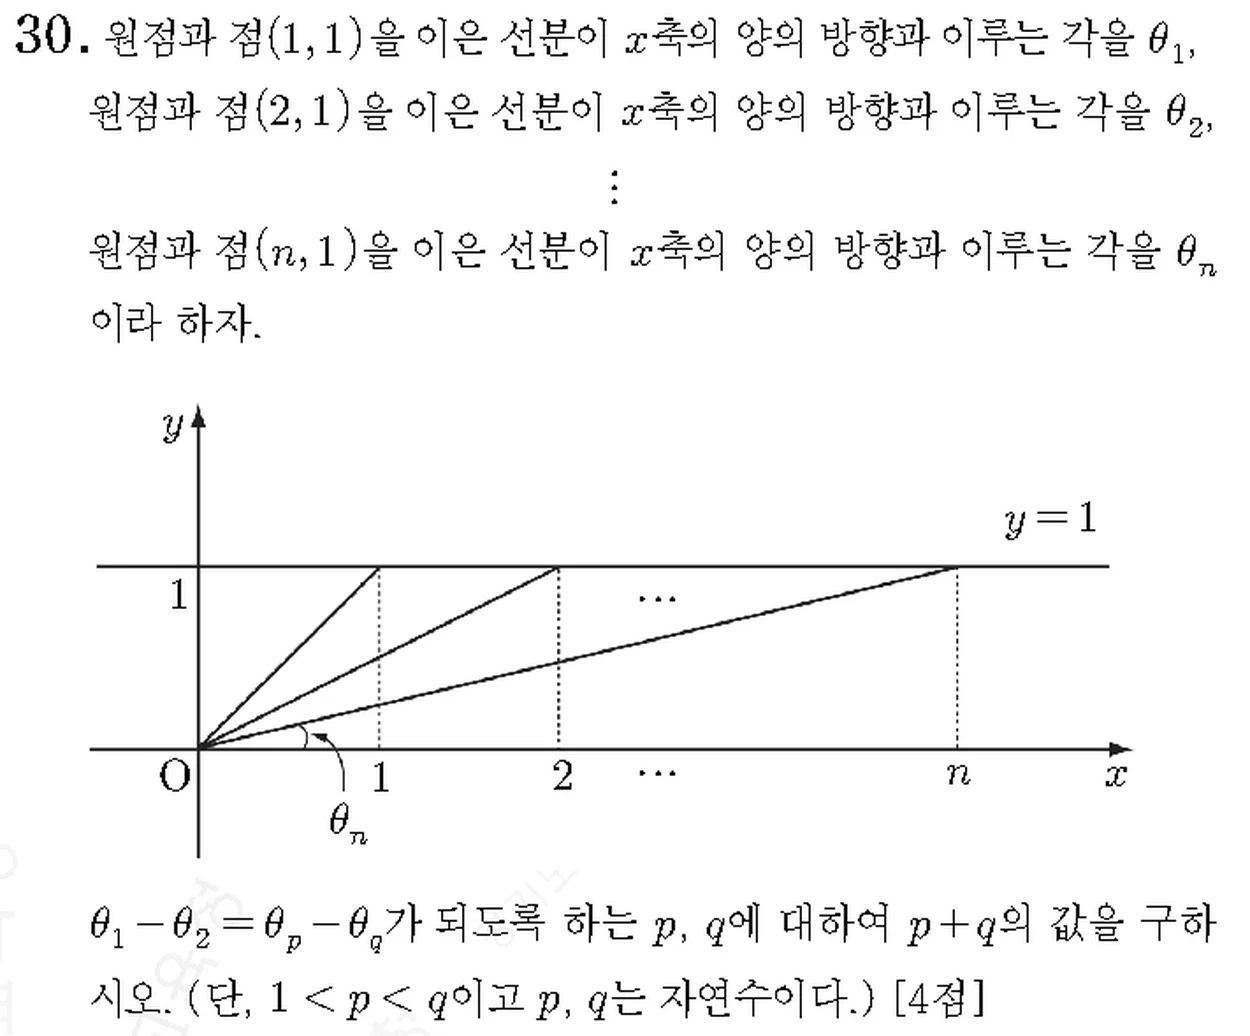 30. 원점과 점(1, 1)을 이은 선분이 x축의 양의 방향과 이루는 각을 θ₁,
원점과 점(2, 1)을 이은 선분이 x축의 양의 방향과 이루는 각을 θ₂,
⋮
원점과 점(n, 1)을 이은 선분이 x축의 양의 방향과 이루는 각을 θₙ
이라 하자.
y
y=1
1
…
O
1
2
…
n
x
θₙ
θ₁-θ₂=θₚ-θ_q가 되도록 하는 p, q에 대하여 p+q의 값을 구하
시오. (단, 1<p<q이고 p, q는 자연수이다.) [4점]